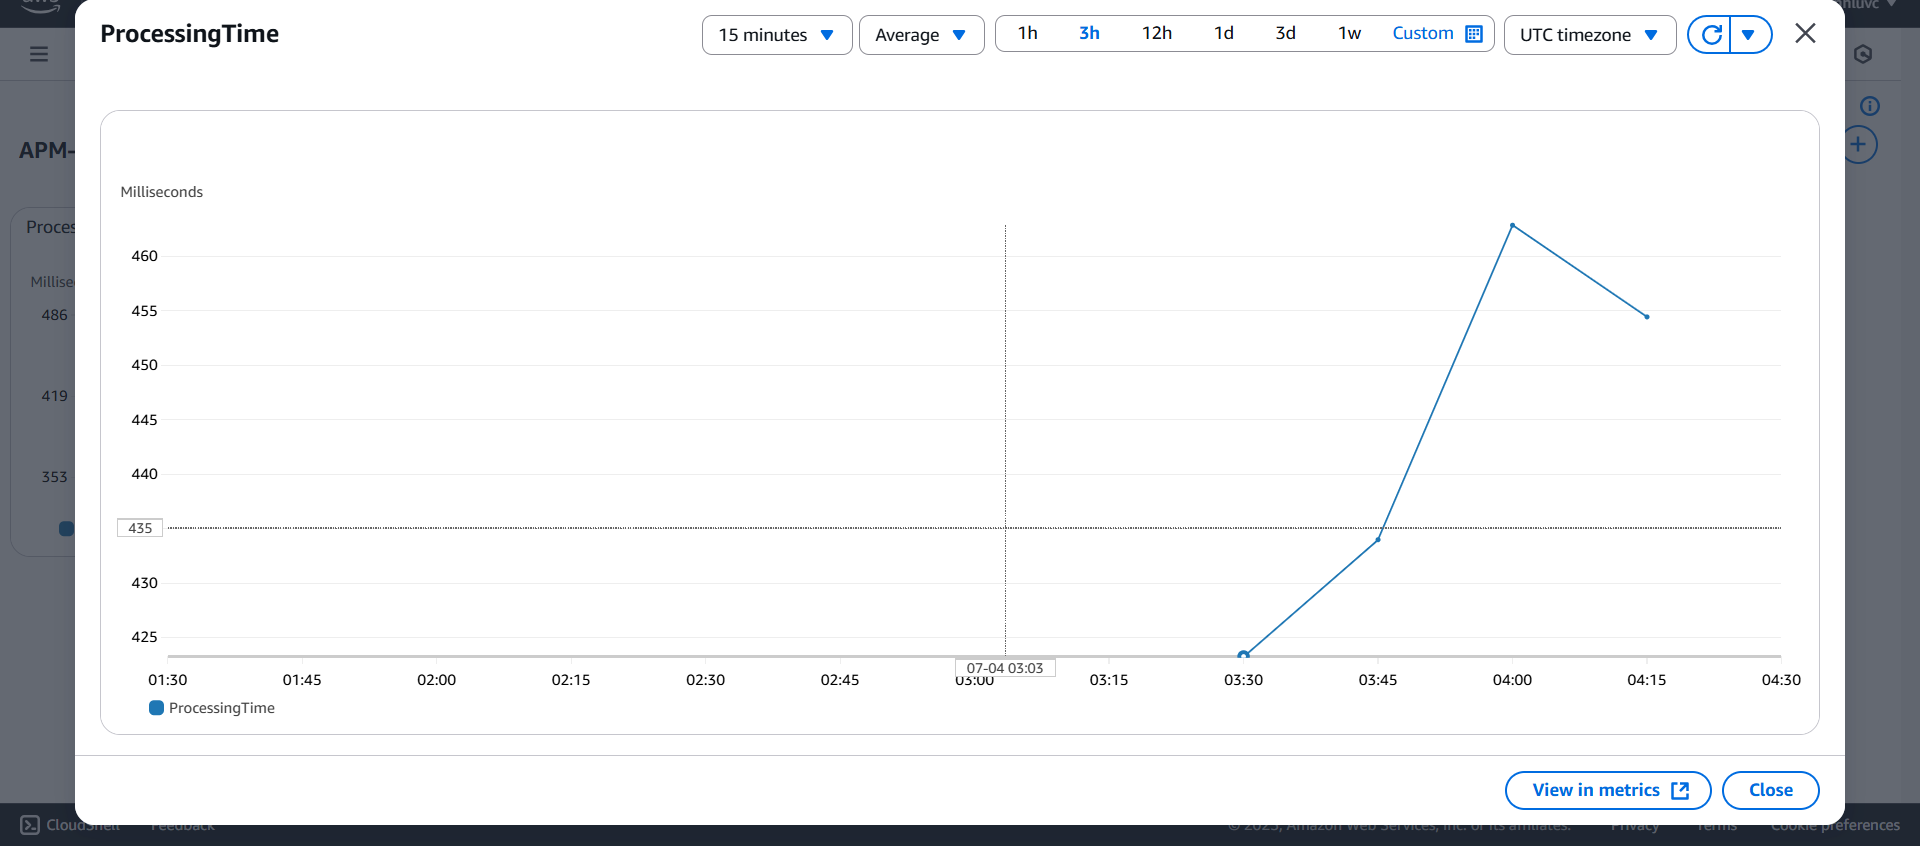 ProcessingTime
15 minutes
Average
1h 3h 12h 1d 3d 1w Custom
UTC timezone
APM-
Proces
Millise
486
419
353
Milliseconds
460
455
450
445
440
435
430
425
07-04 03:03
01:30 01:45 02:00 02:15 02:30 02:45 03:00 03:15 03:30 03:45 04:00 04:15 04:30
ProcessingTime
View in metrics
Close
CloudShell Feedback
© 2025, Amazon Web Services, Inc. or its affiliates. Privacy Terms Cookie preferences